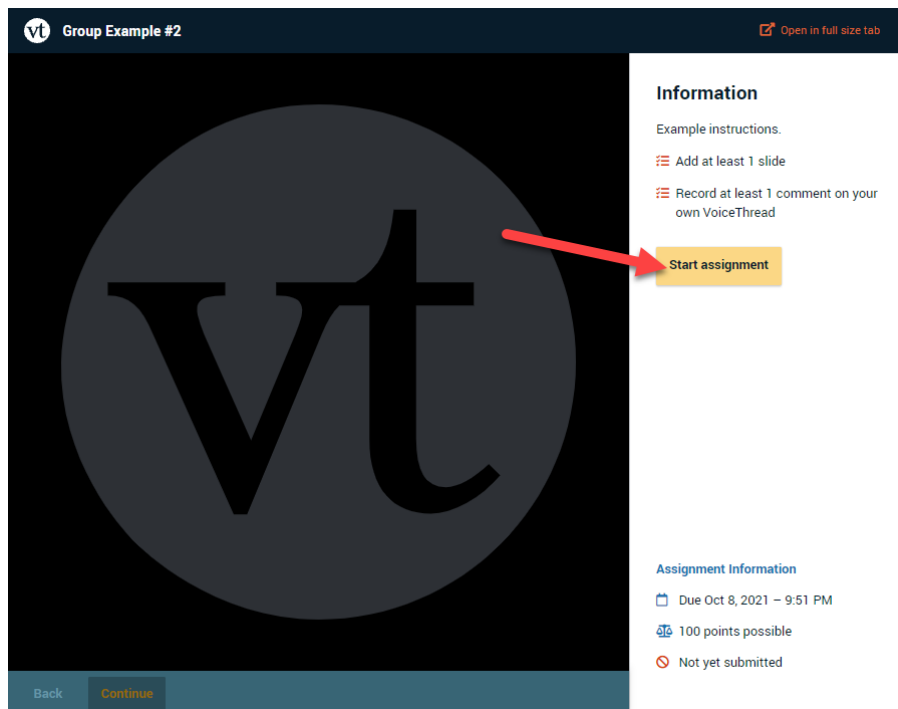 vt Group Example #2
Open in full size tab
vt
Information
Example instructions.
Add at least 1 slide
Record at least 1 comment on your
own VoiceThread
Start assignment
Assignment Information
Due Oct 8, 2021 – 9:51 PM
100 points possible
Not yet submitted
Back
Continue